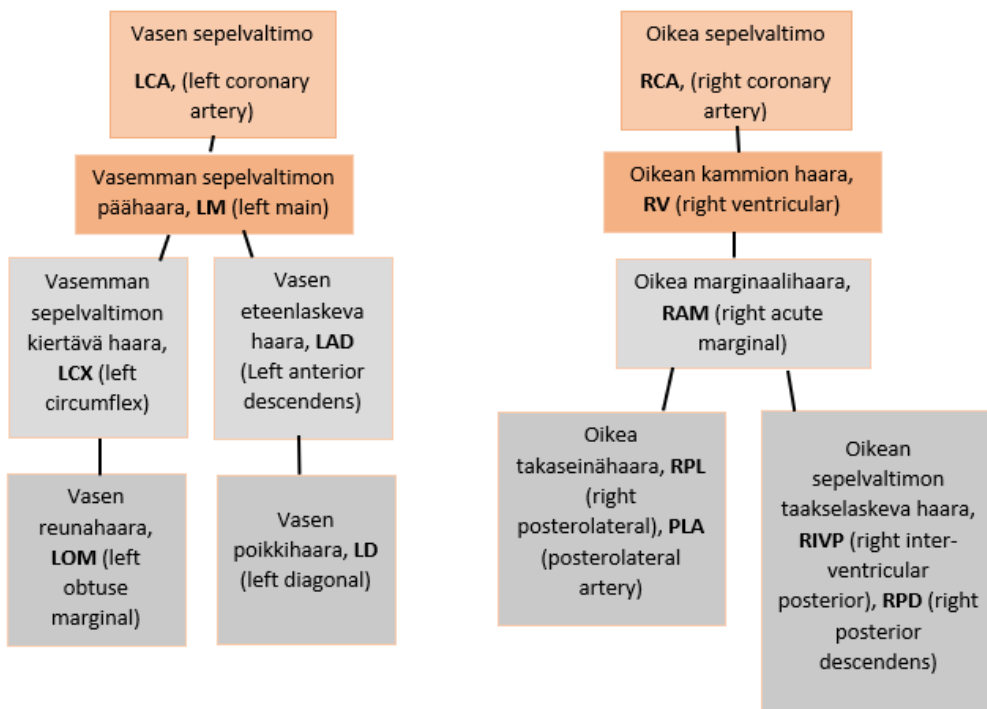 Vasen sepelvaltimo
LCA, (left coronary
artery)
Vasemman sepelvaltimon
päähaara, LM (left main)
Vasemman
sepelvaltimon
kiertävä haara,
LCX (left
circumflex)
Vasen
eteenlaskeva
haara, LAD
(Left anterior
descendens)
Vasen
reunahaara,
LOM (left
obtuse
marginal)
Vasen
poikkihaara, LD
(left diagonal)
Oikea sepelvaltimo
RCA, (right coronary
artery)
Oikean kammion haara,
RV (right ventricular)
Oikea marginaalihaara,
RAM (right acute
marginal)
Oikea
takaseinähaara, RPL
(right
posterolateral), PLA
(posterolateral
artery)
Oikean
sepelvaltimon
taakselaskeva haara,
RIVP (right inter-
ventricular
posterior), RPD (right
posterior
descendens)